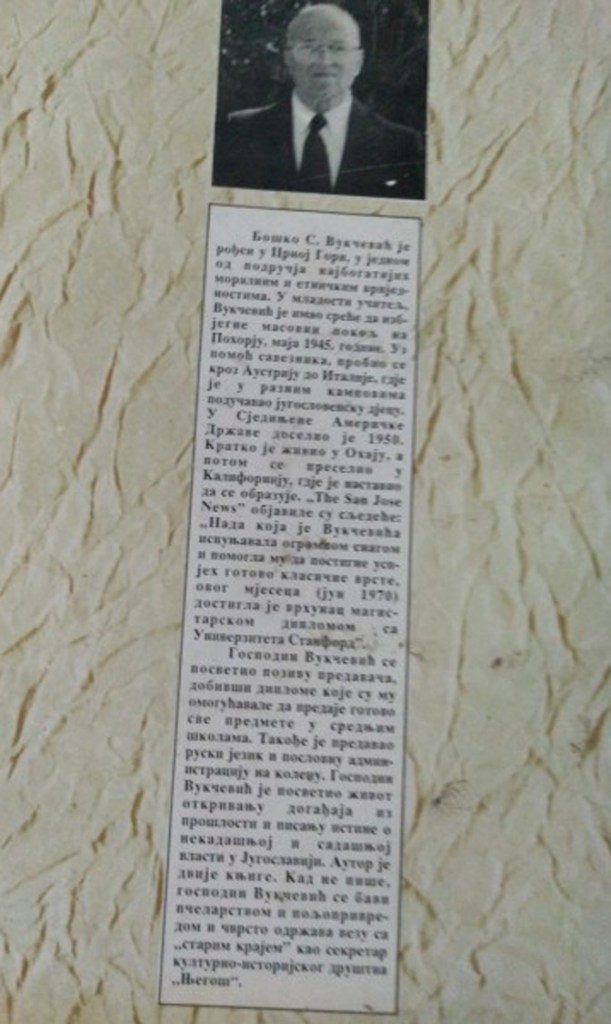 Бошко С. Вукчевић је
рођен у Црној Гори, у једном
од подручја најбогатијих
моралним и етничким вријед-
ностима. У младости учитељ,
Вукчевић је имао среће да изб-
јегне масовни покољ на
Похорју, маја 1945. године. Уз
помоћ савезника, пробио се
кроз Аустрију до Италије, гдје
је у разним камповима
подучавао југословенску дјецу.
У Сједињене Америчке
Државе доселио је 1950.
Кратко је живио у Охају, а
потом се преселио у
Калифорнију, гдје је наставио
да се образује. „The San Jose
News” објавиле су сљедеће:
„Нада која је Вукчевића
испуњавала огромном снагом
и помогла му да постигне усп-
јех готово класичне врсте,
овог мјесеца (јун 1970)
достигла је врхунац магис-
тарском дипломом са
Универзитета Станфорд”.
Господин Вукчевић се
посветио позиву предавача,
добивши дипломе које су му
омогућавале да предаје готово
све предмете у средњим
школама. Такође је предавао
руски језик и пословну админ-
истрацију на колеџу. Господин
Вукчевић је посветио живот
откривању догађаја из
прошлости и писању истине о
некадашњој и садашњој
власти у Југославији. Аутор је
двије књиге. Кад не пише,
господин Вукчевић се бави
пчеларством и пољопривре-
дом и чврсто одржава везу са
„старим крајем” као секретар
културно-историјског друштва
„Његош”.